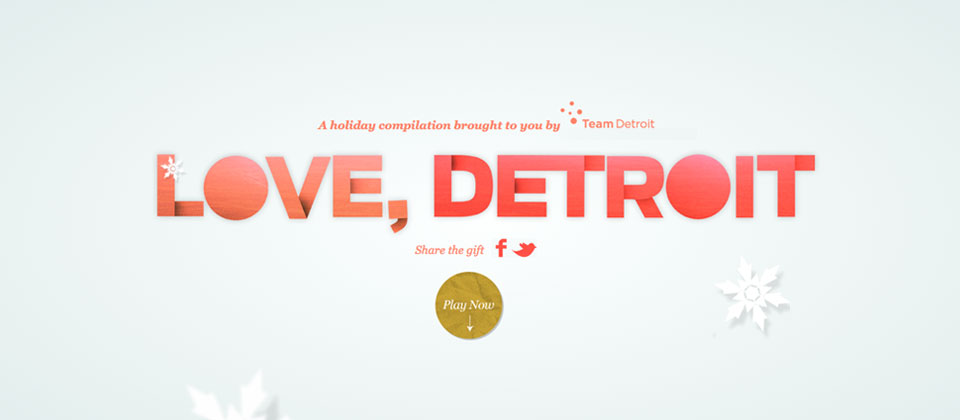 A holiday compilation brought to you by Team Detroit
LOVE, DETROIT
Share the gift
Play Now